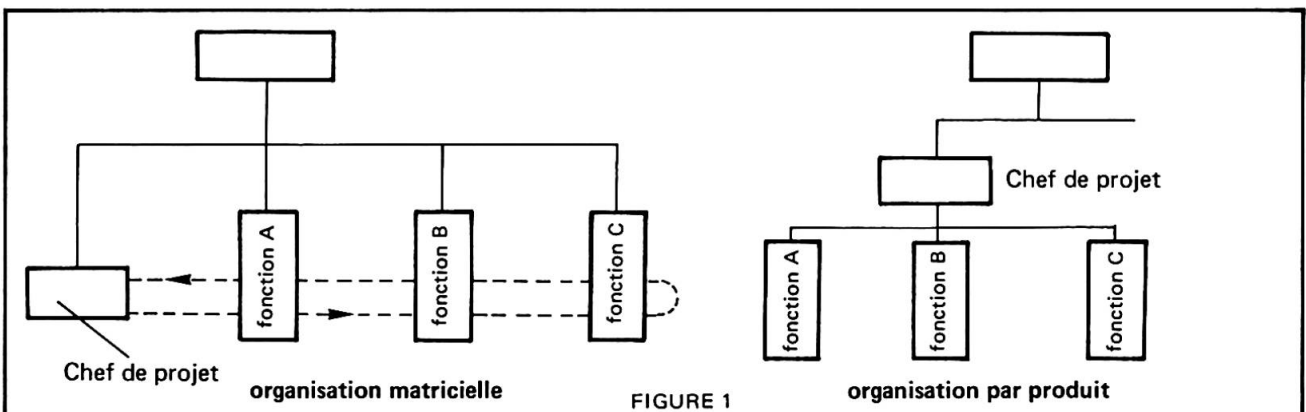 fonction A
fonction B
fonction C
Chef de projet
organisation matricielle
Chef de projet
fonction A
fonction B
fonction C
organisation par produit
FIGURE 1